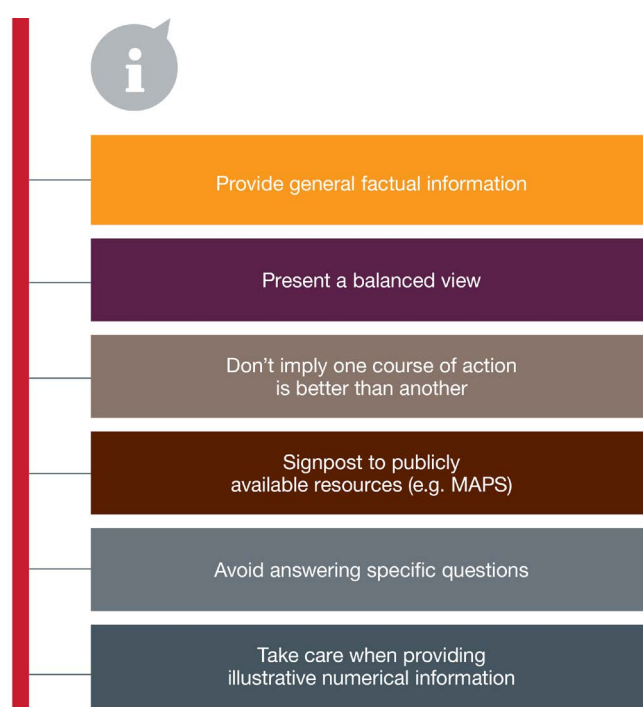 i
Provide general factual information
Present a balanced view
Don’t imply one course of action
is better than another
Signpost to publicly
available resources (e.g. MAPS)
Avoid answering specific questions
Take care when providing
illustrative numerical information